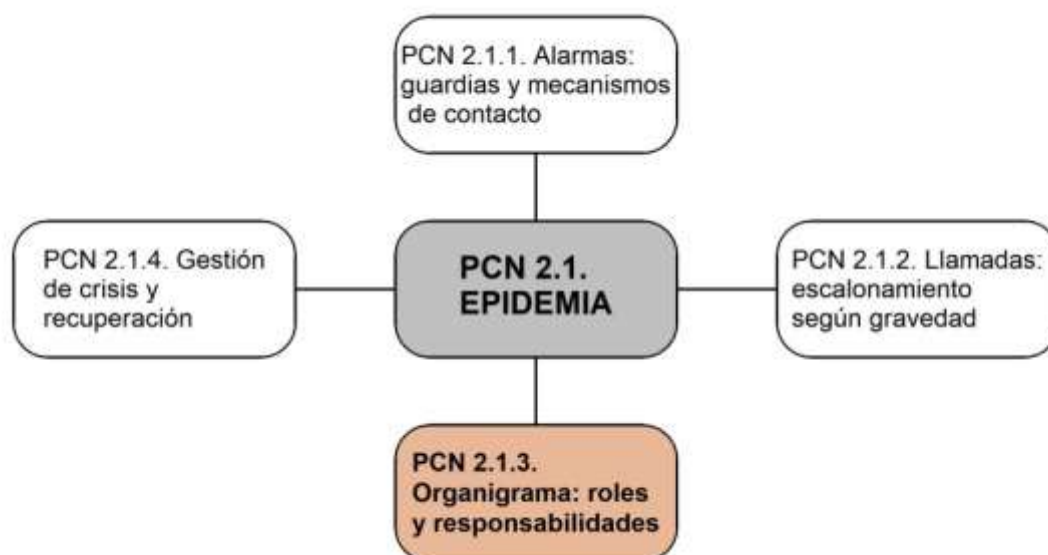 PCN 2.1.1. Alarmas:
guardias y mecanismos
de contacto
PCN 2.1.4. Gestión
de crisis y
recuperación
PCN 2.1.
EPIDEMIA
PCN 2.1.2. Llamadas:
escalonamiento
según gravedad
PCN 2.1.3.
Organigrama: roles
y responsabilidades